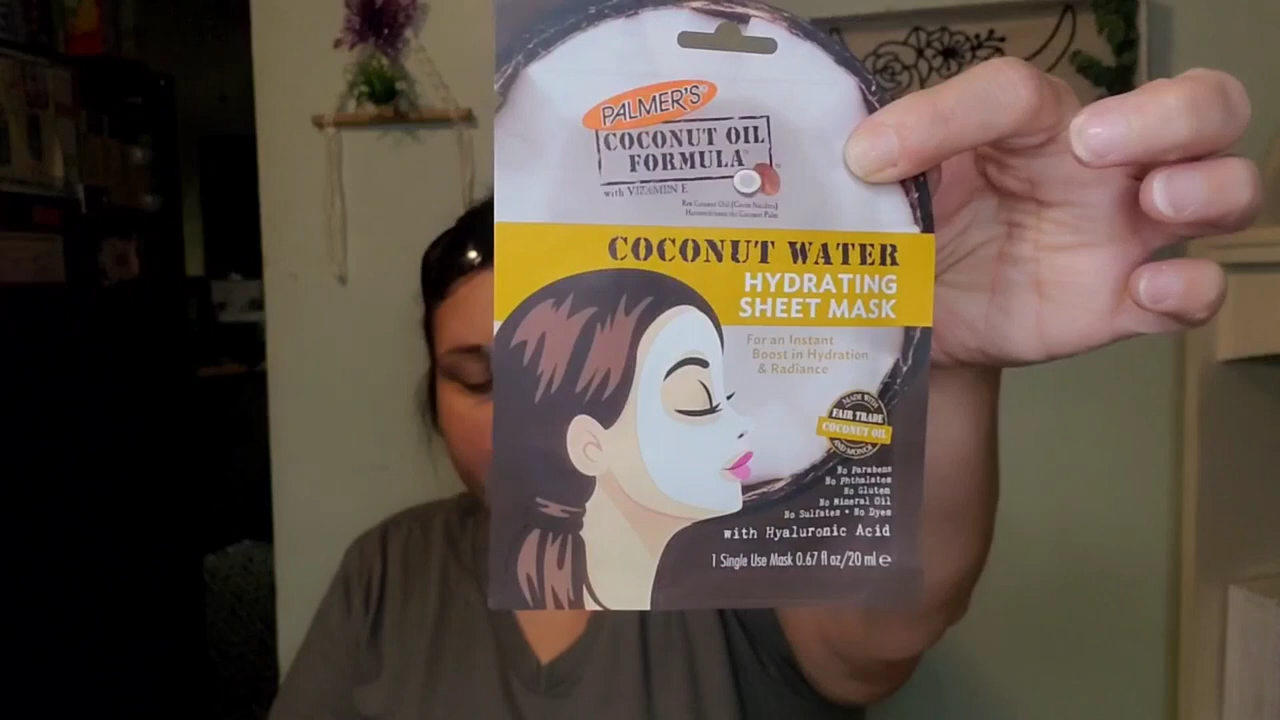 PALMER'S
COCONUT OIL
FORMULA
with VITAMIN E
COCONUT WATER
HYDRATING
SHEET MASK
For an Instant
Boost in Hydration
& Radiance
MADE WITH
FAIR TRADE
COCONUT OIL
AND MONOI
No Parabens
No Phthalates
No Gluten
No Mineral Oil
No Sulfates • No Dyes
with Hyaluronic Acid
1 Single Use Mask 0.67 fl oz/20 ml e